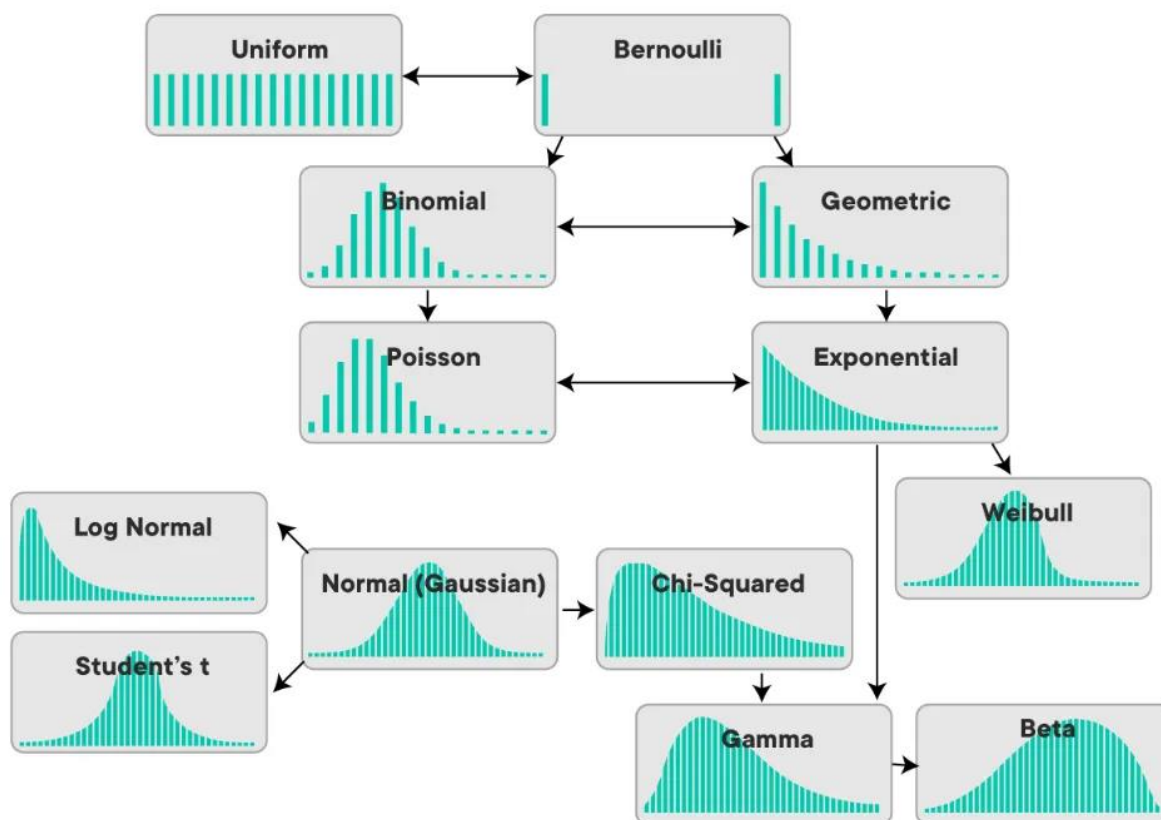 Uniform
Bernoulli
Binomial
Geometric
Poisson
Exponential
Weibull
Log Normal
Normal (Gaussian)
Chi-Squared
Student's t
Gamma
Beta